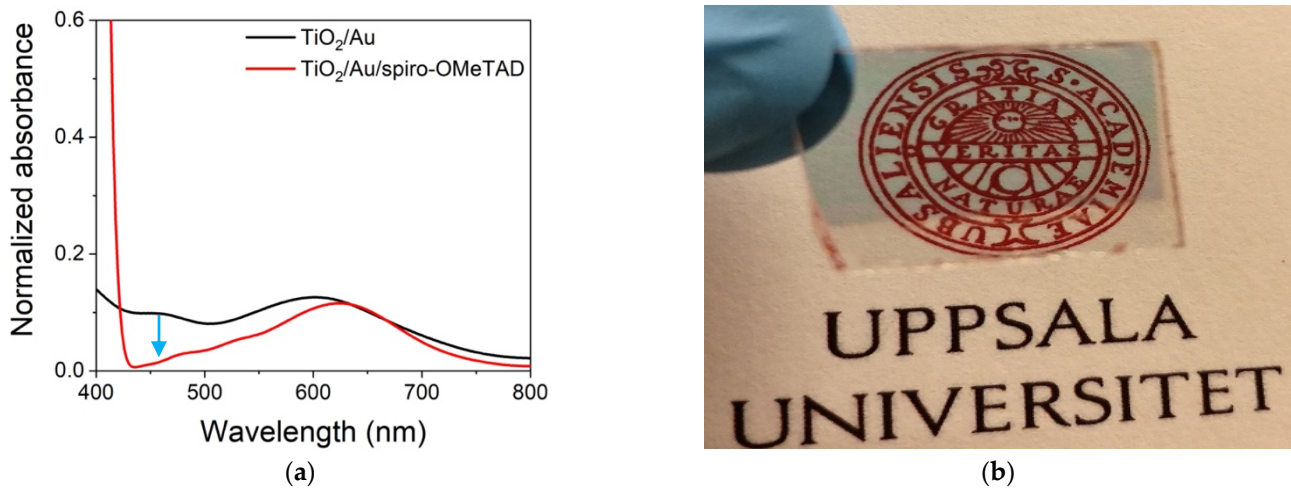 0.6
TiO₂/Au
TiO₂/Au/spiro-OMeTAD
0.4
0.2
0.0
400 500 600 700 800
Normalized absorbance
Wavelength (nm)
(a)
UBSALIENSIS S·ACADEMIAE
GRATIAE
VERITAS
NATURAE
UPPSALA
UNIVERSITET
(b)